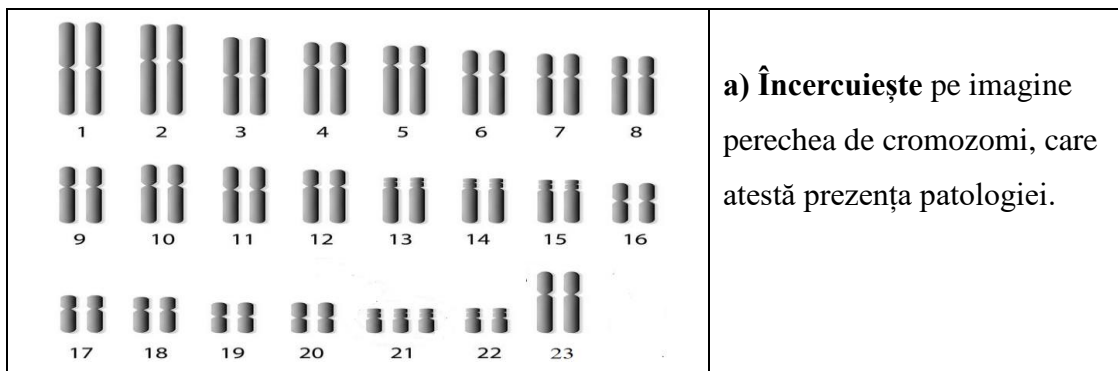 1 2 3 4 5 6 7 8
a) Încercuiește pe imagine
perechea de cromozomi, care
atestă prezența patologiei.
9 10 11 12 13 14 15 16
17 18 19 20 21 22 23